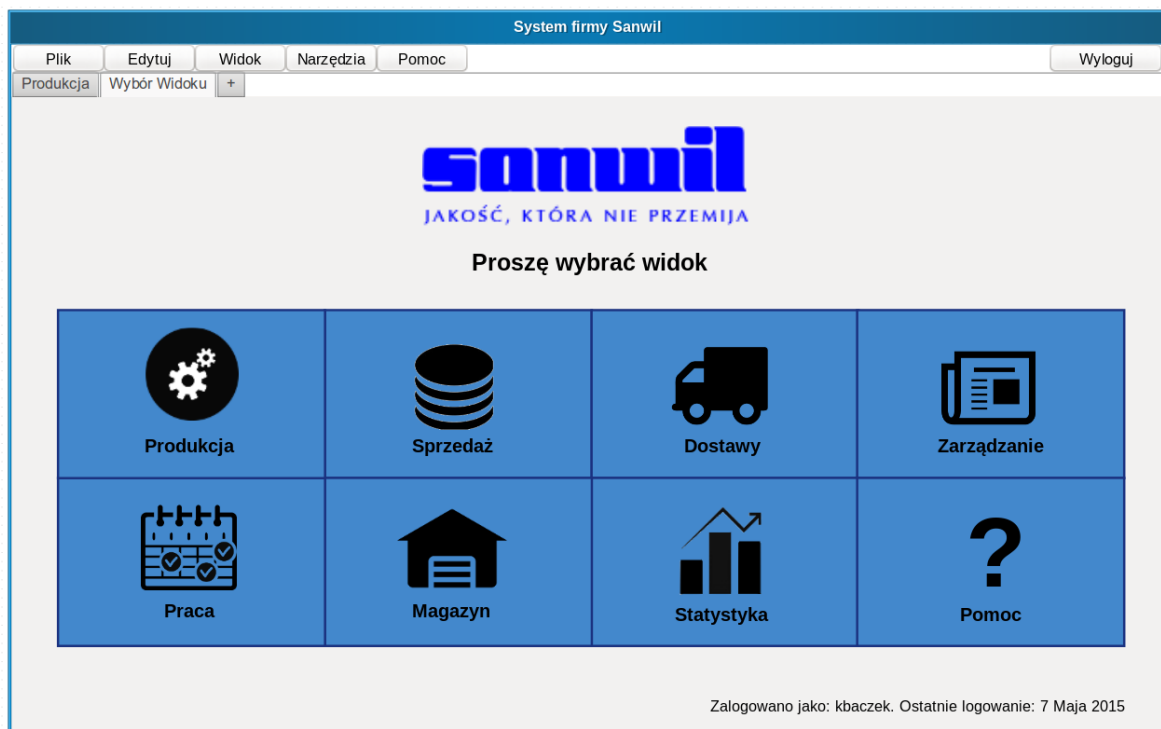 System firmy Sanwil
Plik Edytuj Widok Narzędzia Pomoc Wyloguj
Produkcja Wybór Widoku +
sanwil
JAKOŚĆ, KTÓRA NIE PRZEMIJA
Proszę wybrać widok
Produkcja Sprzedaż Dostawy Zarządzanie
?
Praca Magazyn Statystyka Pomoc
Zalogowano jako: kbaczek. Ostatnie logowanie: 7 Maja 2015